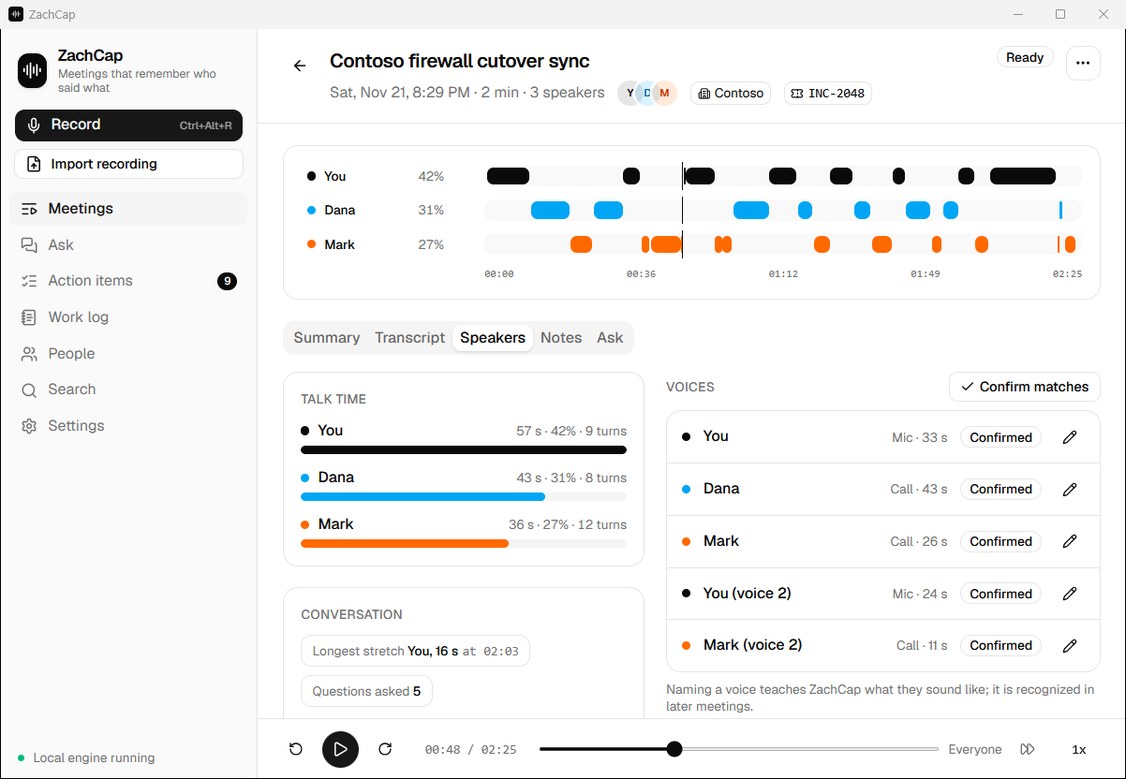 ZachCap
ZachCap
Meetings that remember who
said what
Record Ctrl+Alt+R
Import recording
Meetings
Ask
Action items 9
Work log
People
Search
Settings
Local engine running
Contoso firewall cutover sync
Ready
Sat, Nov 21, 8:29 PM · 2 min · 3 speakers Y D M Contoso INC-2048
You 42%
Dana 31%
Mark 27%
00:00 00:36 01:12 01:49 02:25
Summary Transcript Speakers Notes Ask
TALK TIME
You 57 s · 42% · 9 turns
Dana 43 s · 31% · 8 turns
Mark 36 s · 27% · 12 turns
CONVERSATION
Longest stretch You, 16 s at 02:03
Questions asked 5
VOICES Confirm matches
You Mic · 33 s Confirmed
Dana Call · 43 s Confirmed
Mark Call · 26 s Confirmed
You (voice 2) Mic · 24 s Confirmed
Mark (voice 2) Call · 11 s Confirmed
Naming a voice teaches ZachCap what they sound like; it is recognized in
later meetings.
00:48 / 02:25 Everyone 1x